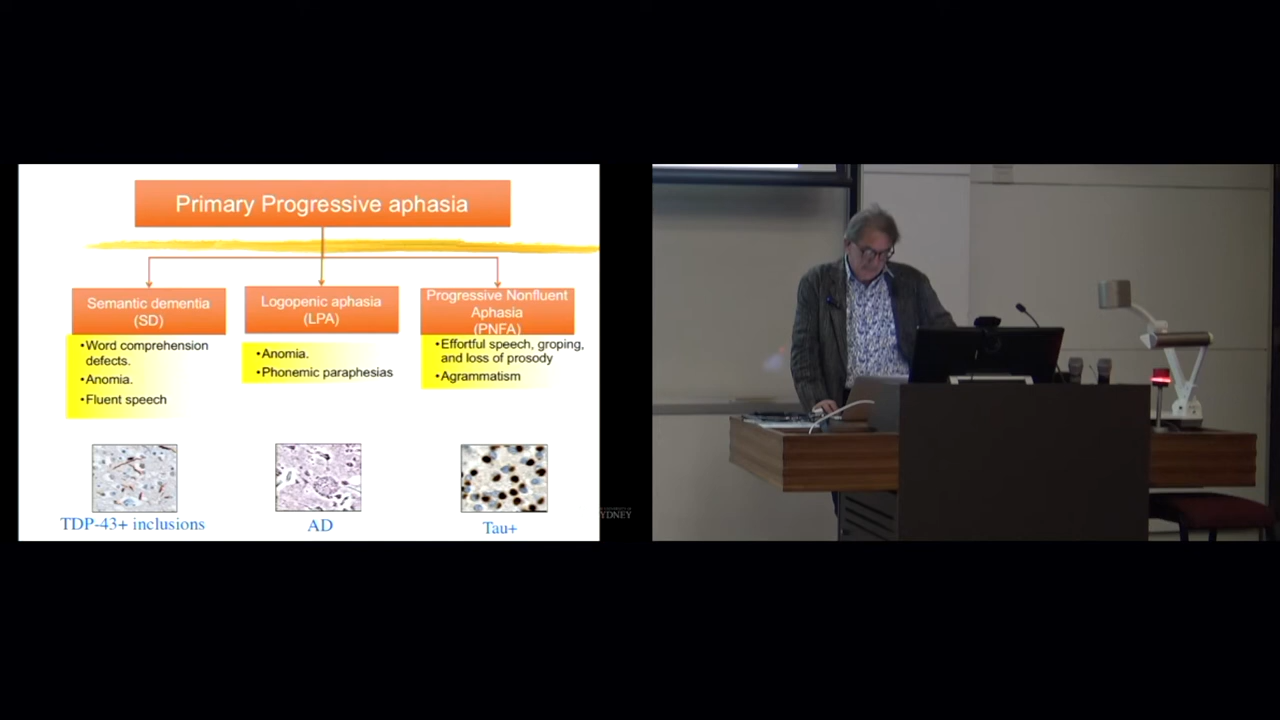 Primary Progressive aphasia
Semantic dementia
(SD)
•Word comprehension
defects.
•Anomia.
•Fluent speech
Logopenic aphasia
(LPA)
•Anomia.
•Phonemic paraphesias
Progressive Nonfluent
Aphasia
(PNFA)
•Effortful speech, groping,
and loss of prosody
•Agrammatism
TDP-43+ inclusions
AD
Tau+
YDNEY